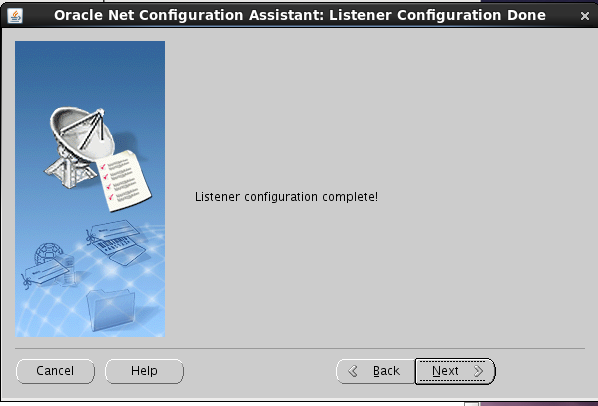 Oracle Net Configuration Assistant: Listener Configuration Done
Listener configuration complete!
Cancel
Help
Back
Next